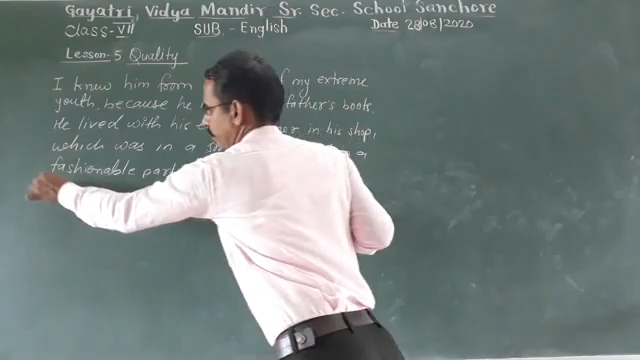 Gayatri Vidya Mandir Sr. Sec. School Sanchore
Class-VII SUB. - English Date 28/08/2020
Lesson-5 Quality
I knew him from of my extreme
youth, because he father's boots.
He lived with his in his shop,
which was in a a
fashionable part